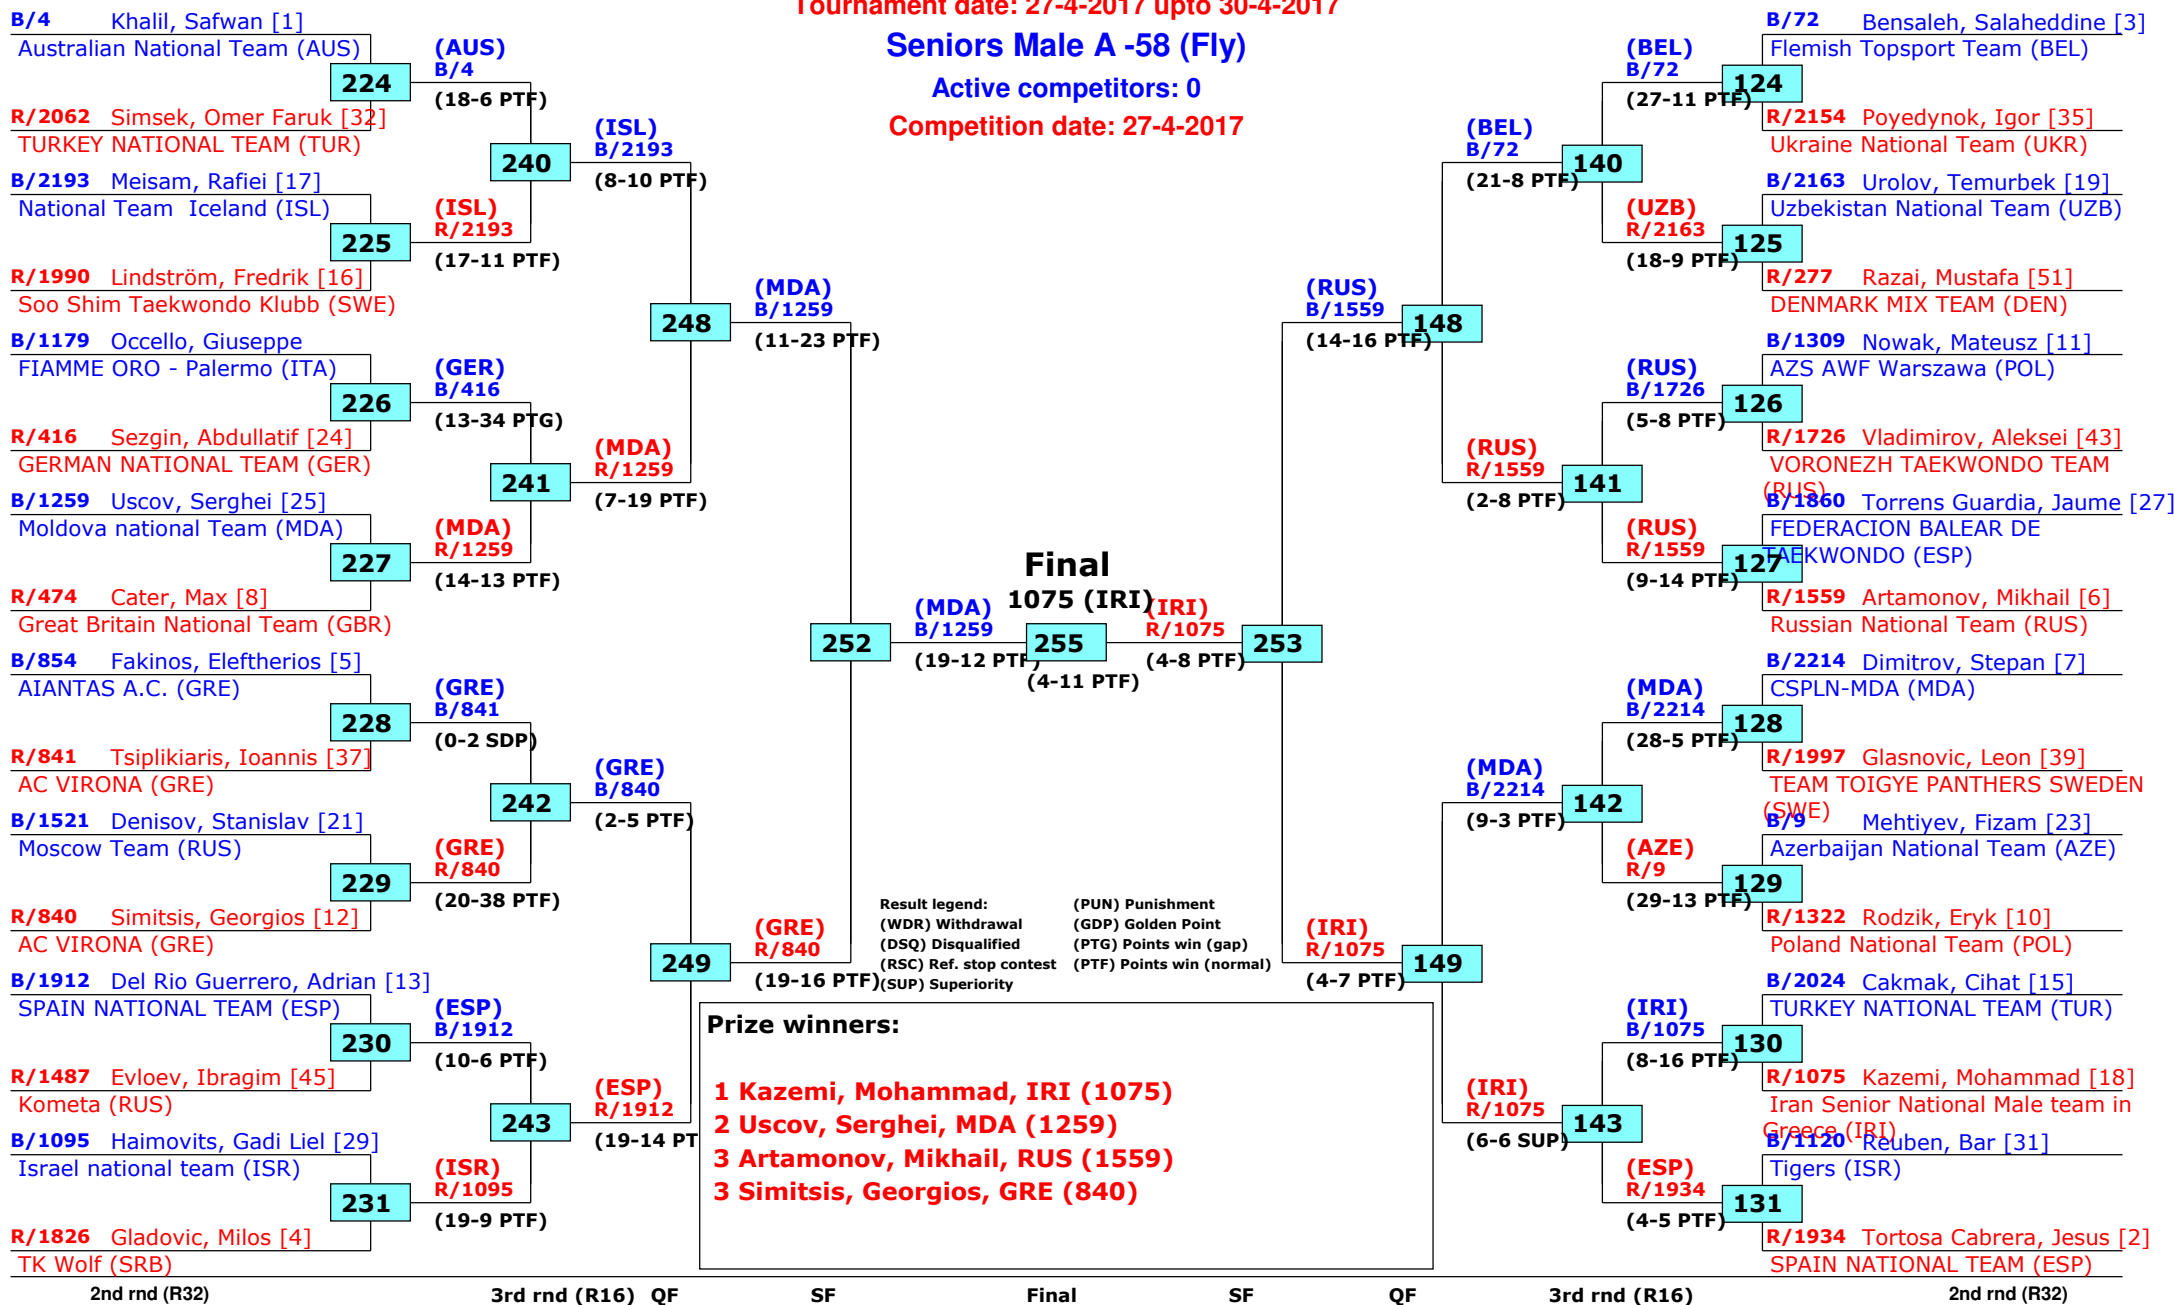 Tournament date: 27-4-2017 upto 30-4-2017
Seniors Male A -58 (Fly)
Active competitors: 0
Competition date: 27-4-2017
B/4 Khalil, Safwan [1]
Australian National Team (AUS)
224
R/2062 Simsek, Omer Faruk [32]
TURKEY NATIONAL TEAM (TUR)
B/2193 Meisam, Rafiei [17]
National Team Iceland (ISL)
225
R/1990 Lindström, Fredrik [16]
Soo Shim Taekwondo Klubb (SWE)
B/1179 Occello, Giuseppe
FIAMME ORO - Palermo (ITA)
226
R/416 Sezgin, Abdullatif [24]
GERMAN NATIONAL TEAM (GER)
B/1259 Uscov, Serghei [25]
Moldova national Team (MDA)
227
R/474 Cater, Max [8]
Great Britain National Team (GBR)
B/854 Fakinos, Eleftherios [5]
AIANTAS A.C. (GRE)
228
R/841 Tsiplikiaris, Ioannis [37]
AC VIRONA (GRE)
B/1521 Denisov, Stanislav [21]
Moscow Team (RUS)
229
R/840 Simitsis, Georgios [12]
AC VIRONA (GRE)
B/1912 Del Rio Guerrero, Adrian [13]
SPAIN NATIONAL TEAM (ESP)
230
R/1487 Evloev, Ibragim [45]
Kometa (RUS)
B/1095 Haimovits, Gadi Liel [29]
Israel national team (ISR)
231
R/1826 Gladovic, Milos [4]
TK Wolf (SRB)
(AUS)
B/4
(18-6 PTF)
240
(ISL)
R/2193
(17-11 PTF)
(GER)
B/416
(13-34 PTG)
241
(MDA)
R/1259
(14-13 PTF)
(GRE)
B/841
(0-2 SDP)
242
(GRE)
R/840
(20-38 PTF)
(ESP)
B/1912
(10-6 PTF)
243
(ISR)
R/1095
(19-9 PTF)
(ISL)
B/2193
(8-10 PTF)
248
(MDA)
R/1259
(7-19 PTF)
(GRE)
B/840
(2-5 PTF)
249
(ESP)
R/1912
(19-14 PT
(MDA)
B/1259
(11-23 PTF)
252
(GRE)
R/840
(19-16 PTF)
(MDA)
B/1259
(19-12 PTF)
Final
1075 (IRI)
255
(4-11 PTF)
(IRI)
R/1075
(4-8 PTF)
253
(RUS)
B/1559
(14-16 PTF)
148
(IRI)
R/1075
(4-7 PTF)
149
(BEL)
B/72
(21-8 PTF)
140
(RUS)
R/1559
(2-8 PTF)
141
(MDA)
B/2214
(9-3 PTF)
142
(IRI)
R/1075
(6-6 SUP)
143
(BEL)
B/72
(27-11 PTF)
124
(UZB)
R/2163
(18-9 PTF)
125
(RUS)
B/1726
(5-8 PTF)
126
(RUS)
R/1559
(9-14 PTF)
127
(MDA)
B/2214
(28-5 PTF)
128
(AZE)
R/9
(29-13 PTF)
129
(IRI)
B/1075
(8-16 PTF)
130
(ESP)
R/1934
(4-5 PTF)
131
B/72 Bensaleh, Salaheddine [3]
Flemish Topsport Team (BEL)
R/2154 Poyedynok, Igor [35]
Ukraine National Team (UKR)
B/2163 Urolov, Temurbek [19]
Uzbekistan National Team (UZB)
R/277 Razai, Mustafa [51]
DENMARK MIX TEAM (DEN)
B/1309 Nowak, Mateusz [11]
AZS AWF Warszawa (POL)
R/1726 Vladimirov, Aleksei [43]
VORONEZH TAEKWONDO TEAM
(RUS)
B/1860 Torrens Guardia, Jaume [27]
FEDERACION BALEAR DE
TAEKWONDO (ESP)
R/1559 Artamonov, Mikhail [6]
Russian National Team (RUS)
B/2214 Dimitrov, Stepan [7]
CSPLN-MDA (MDA)
R/1997 Glasnovic, Leon [39]
TEAM TOIGYE PANTHERS SWEDEN
(SWE)
B/9 Mehtiyev, Fizam [23]
Azerbaijan National Team (AZE)
R/1322 Rodzik, Eryk [10]
Poland National Team (POL)
B/2024 Cakmak, Cihat [15]
TURKEY NATIONAL TEAM (TUR)
R/1075 Kazemi, Mohammad [18]
Iran Senior National Male team in
Greece (IRI)
B/1120 Reuben, Bar [31]
Tigers (ISR)
R/1934 Tortosa Cabrera, Jesus [2]
SPAIN NATIONAL TEAM (ESP)
Result legend: (PUN) Punishment
(WDR) Withdrawal (GDP) Golden Point
(DSQ) Disqualified (PTG) Points win (gap)
(RSC) Ref. stop contest (PTF) Points win (normal)
(SUP) Superiority
Prize winners:
1 Kazemi, Mohammad, IRI (1075)
2 Uscov, Serghei, MDA (1259)
3 Artamonov, Mikhail, RUS (1559)
3 Simitsis, Georgios, GRE (840)
2nd rnd (R32) 3rd rnd (R16) QF SF Final SF QF 3rd rnd (R16) 2nd rnd (R32)